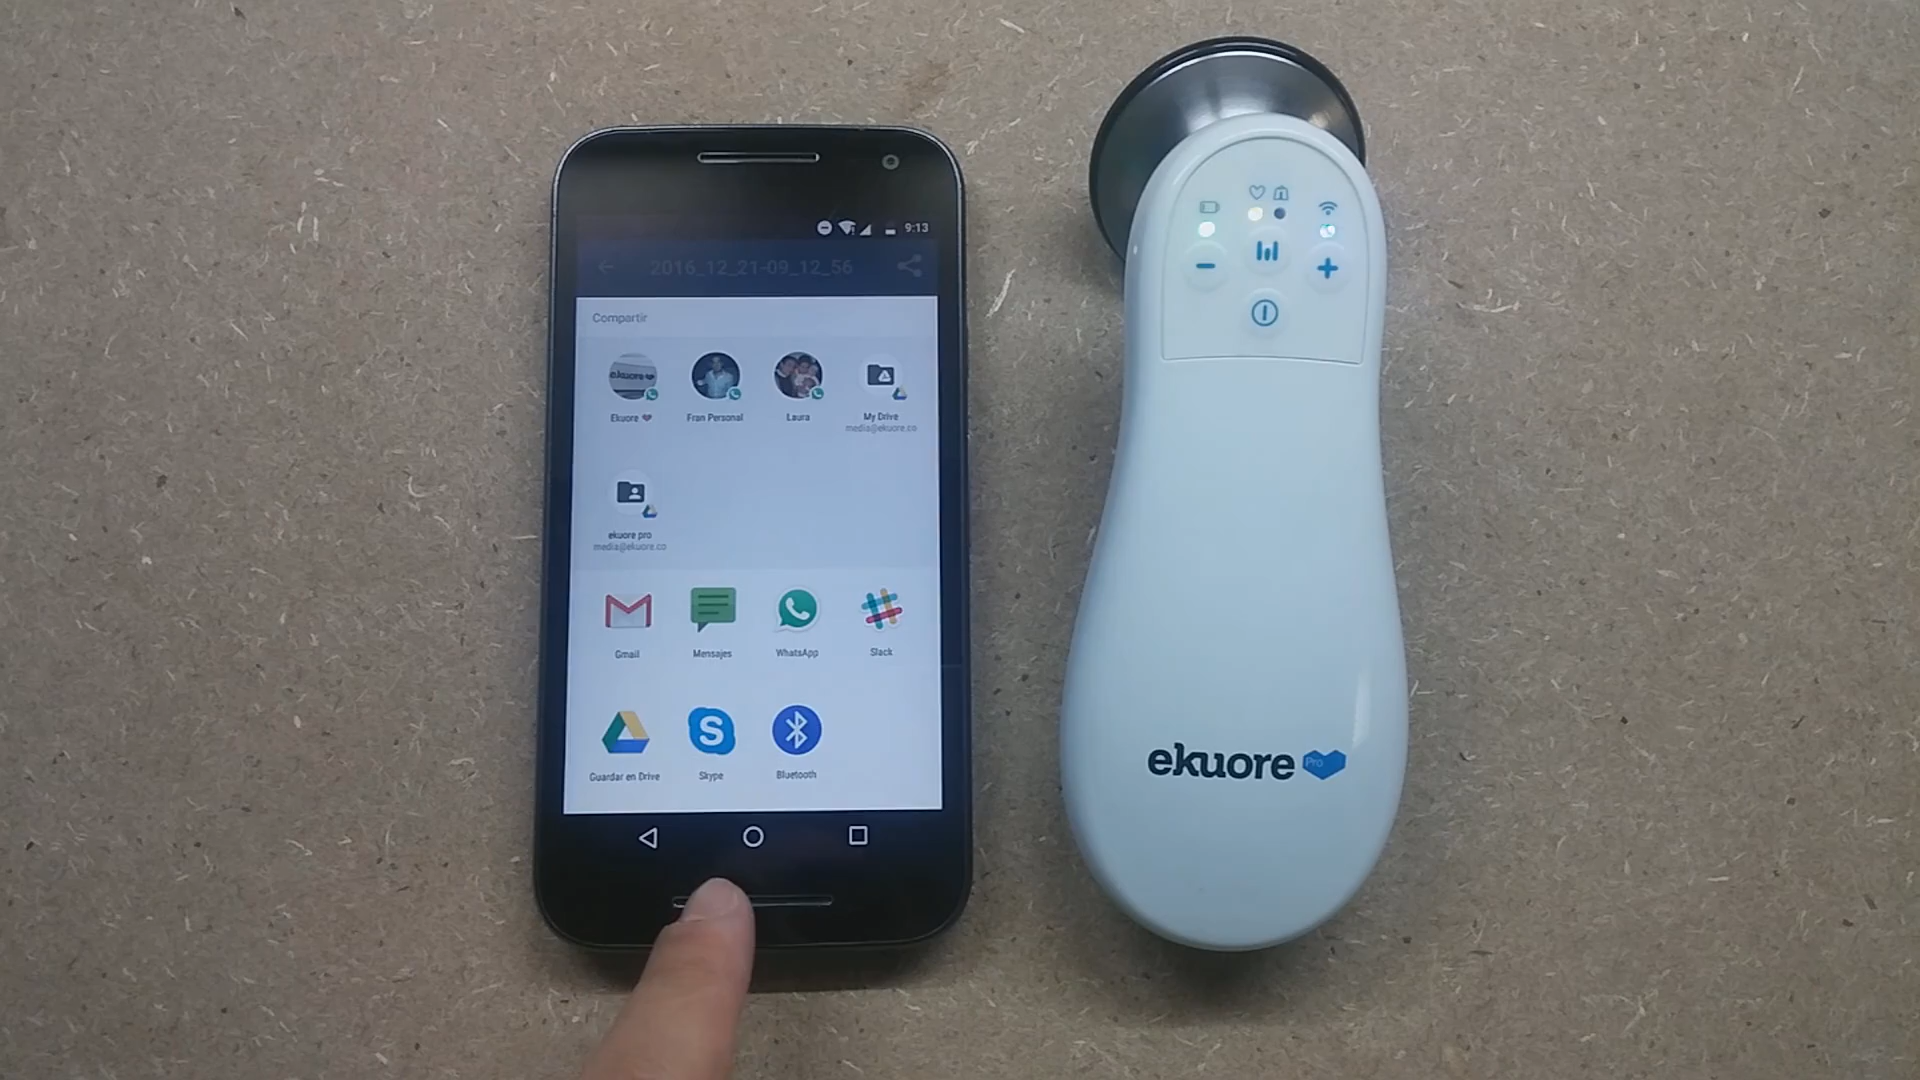 9:13
2016_12_21-09_12_56
Compartir
Ekuore
Fran Personal
Laura
My Drive
media@ekuore.co
ekuore pro
media@ekuore.co
Gmail
Mensajes
WhatsApp
Slack
Guardar en Drive
Skype
Bluetooth
ekuore Pro